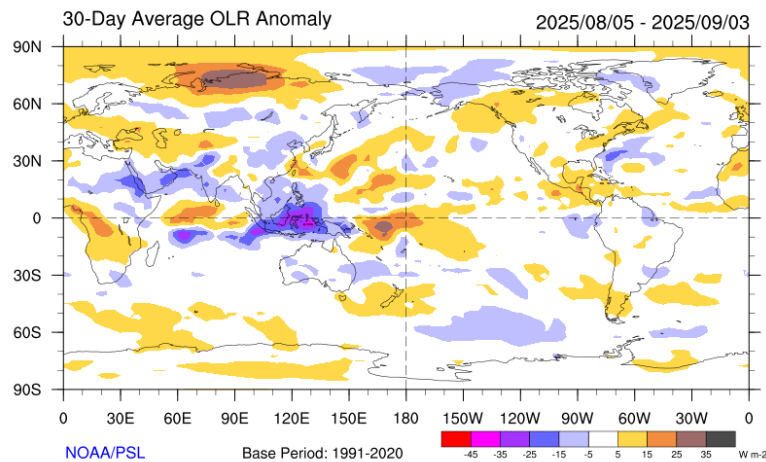 30-Day Average OLR Anomaly 2025/08/05 - 2025/09/03
90N
60N
30N
0
30S
60S
90S
0 30E 60E 90E 120E 150E 180 150W 120W 90W 60W 30W 0
NOAA/PSL Base Period: 1991-2020
-45 -35 -25 -15 -5 5 15 25 35 W m-2